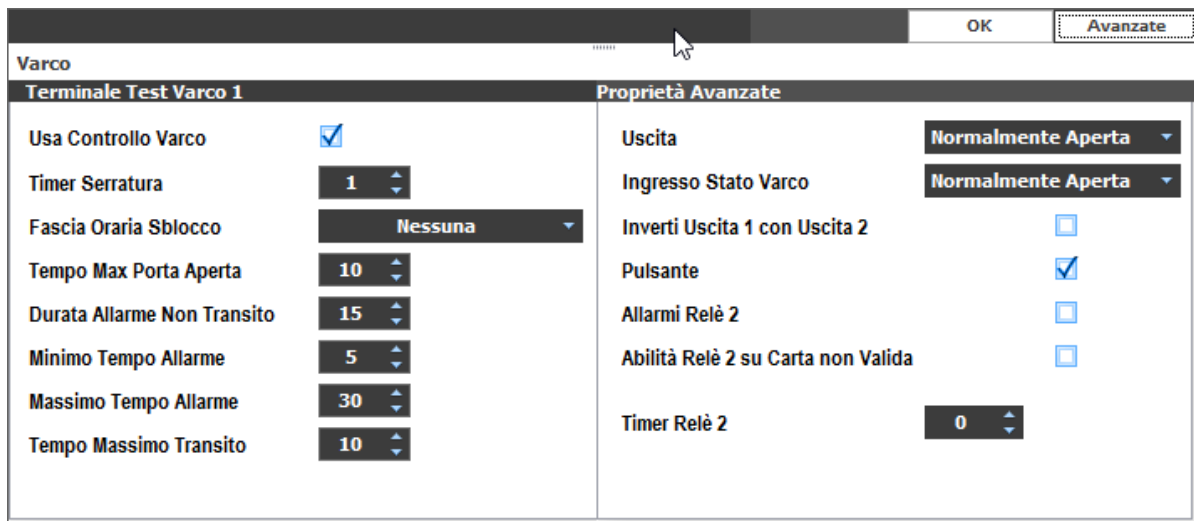 OK Avanzate
Varco
Terminale Test Varco 1
Usa Controllo Varco
Timer Serratura 1
Fascia Oraria Sblocco Nessuna
Tempo Max Porta Aperta 10
Durata Allarme Non Transito 15
Minimo Tempo Allarme 5
Massimo Tempo Allarme 30
Tempo Massimo Transito 10
Proprietà Avanzate
Uscita Normalmente Aperta
Ingresso Stato Varco Normalmente Aperta
Inverti Uscita 1 con Uscita 2
Pulsante
Allarmi Relè 2
Abilità Relè 2 su Carta non Valida
Timer Relè 2 0